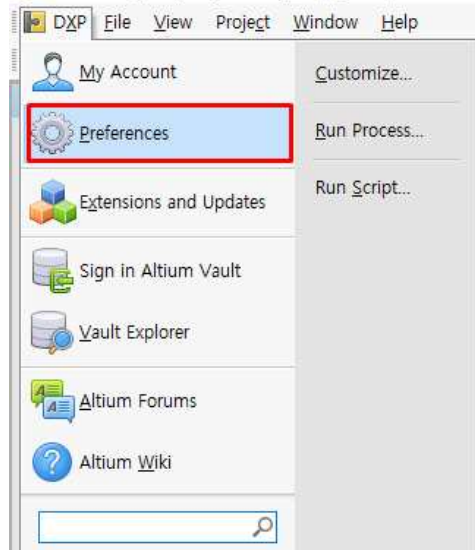 DXP File View Project Window Help
My Account
Preferences
Extensions and Updates
Sign in Altium Vault
Vault Explorer
Altium Forums
Altium Wiki
Customize...
Run Process...
Run Script...